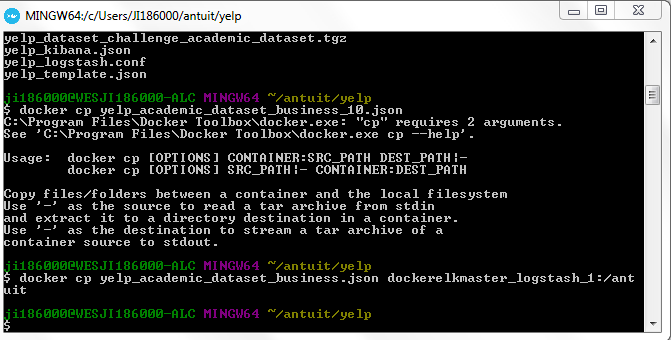 MINGW64:/c/Users/JI186000/antuit/yelp
yelp_dataset_challenge_academic_dataset.tgz
yelp_kibana.json
yelp_logstash.conf
yelp_template.json
ji186000@WESJI186000-ALC MINGW64 ~/antuit/yelp
$ docker cp yelp_academic_dataset_business_10.json
C:\Program Files\Docker Toolbox\docker.exe: "cp" requires 2 arguments.
See 'C:\Program Files\Docker Toolbox\docker.exe cp --help'.
Usage:  docker cp [OPTIONS] CONTAINER:SRC_PATH DEST_PATH¦-
        docker cp [OPTIONS] SRC_PATH¦- CONTAINER:DEST_PATH
Copy files/folders between a container and the local filesystem
Use '-' as the source to read a tar archive from stdin
and extract it to a directory destination in a container.
Use '-' as the destination to stream a tar archive of a
container source to stdout.
ji186000@WESJI186000-ALC MINGW64 ~/antuit/yelp
$ docker cp yelp_academic_dataset_business.json dockerelkmaster_logstash_1:/ant
uit
ji186000@WESJI186000-ALC MINGW64 ~/antuit/yelp
$